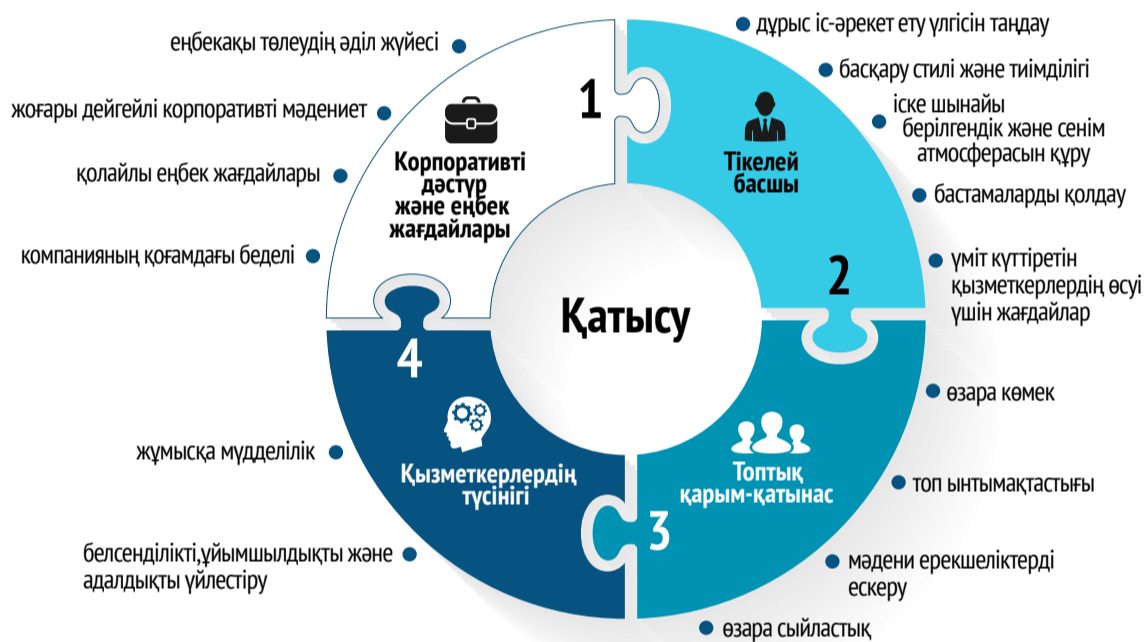 еңбекақы төлеудің әділ жүйесі
жоғары дейгейлі корпоративті мәдениет
қолайлы еңбек жағдайлары
компанияның қоғамдағы беделі
1
Корпоративті
дәстүр
және еңбек
жағдайлары
дұрыс іс-әрекет ету үлгісін таңдау
басқару стилі және тиімділігі
іске шынайы
берілгендік және сенім
атмосферасын құру
бастамаларды қолдау
үміт күттіретін
қызметкерлердің өсуі
үшін жағдайлар
Тікелей
басшы
2
Қатысу
өзара көмек
топ ынтымақтастығы
мәдени ерекшеліктерді
ескеру
өзара сыйластық
Топтық
қарым-қатынас
3
4
Қызметкерлердің
түсінігі
жұмысқа мүдделілік
белсенділікті,ұйымшылдықты және
адалдықты үйлестіру